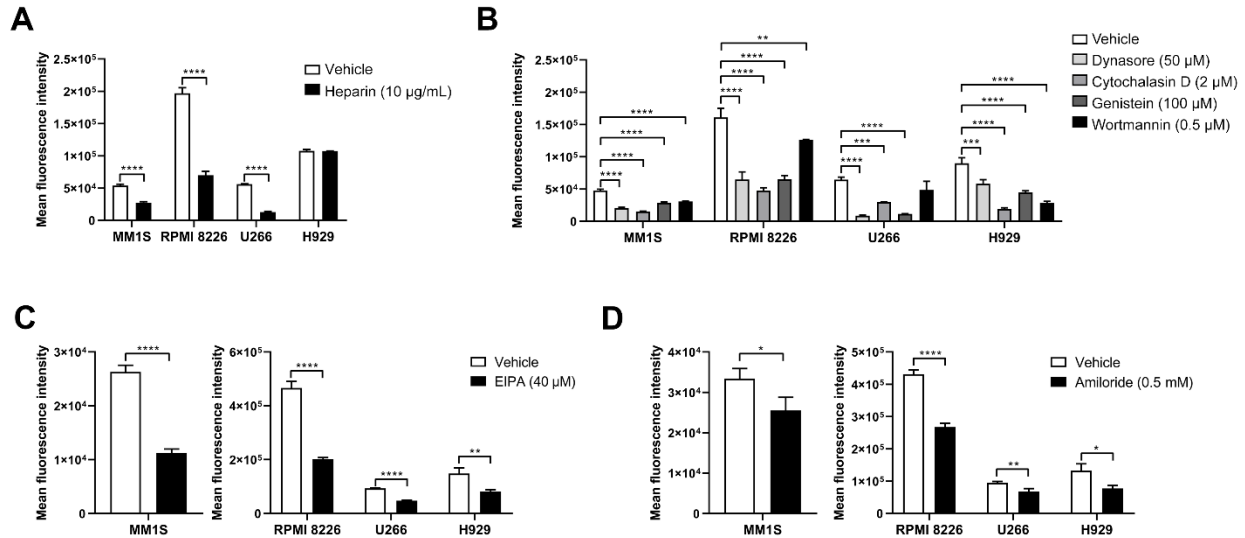 A
Mean fluorescence intensity
2.5×10⁵
2×10⁵
1.5×10⁵
1×10⁵
5×10⁴
0
****
****
****
MM1S RPMI 8226 U266 H929
Vehicle
Heparin (10 µg/mL)
B
Mean fluorescence intensity
2.5×10⁵
2×10⁵
1.5×10⁵
1×10⁵
5×10⁴
0
****
****
****
****
**
****
****
****
****
***
****
****
****
****
***
MM1S RPMI 8226 U266 H929
Vehicle
Dynasore (50 µM)
Cytochalasin D (2 µM)
Genistein (100 µM)
Wortmannin (0.5 µM)
C
Mean fluorescence intensity
3×10⁴
2×10⁴
1×10⁴
0
****
MM1S
Mean fluorescence intensity
6×10⁵
4×10⁵
2×10⁵
0
****
****
**
RPMI 8226 U266 H929
Vehicle
EIPA (40 µM)
D
Mean fluorescence intensity
4×10⁴
3×10⁴
2×10⁴
1×10⁴
0
*
MM1S
Mean fluorescence intensity
5×10⁵
4×10⁵
3×10⁵
2×10⁵
1×10⁵
0
****
**
*
RPMI 8226 U266 H929
Vehicle
Amiloride (0.5 mM)